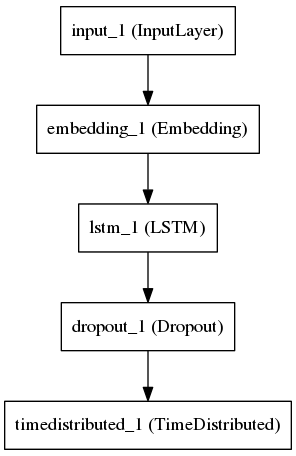 input_1 (InputLayer)
embedding_1 (Embedding)
lstm_1 (LSTM)
dropout_1 (Dropout)
timedistributed_1 (TimeDistributed)